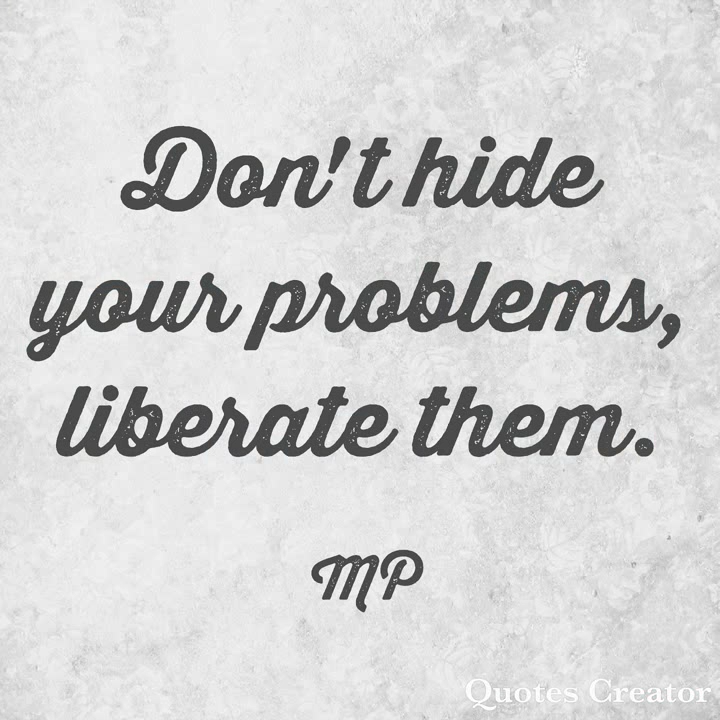 Don't hide
your problems,
liberate them.
MP
Quotes Creator